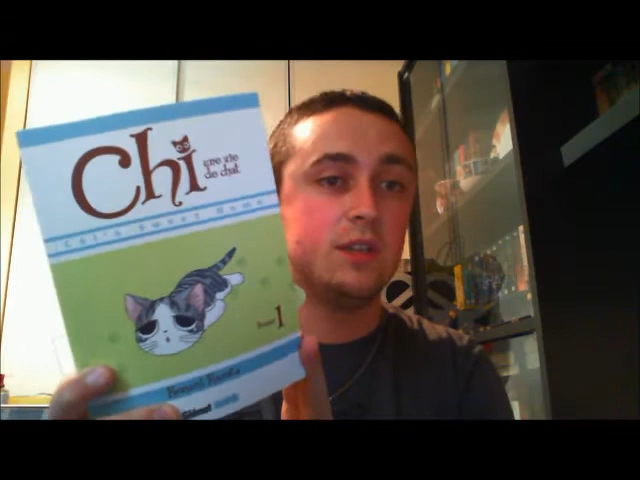 Chi
une vie
de chat
Chi's Sweet Home
1
Konami Kanata
Glénat